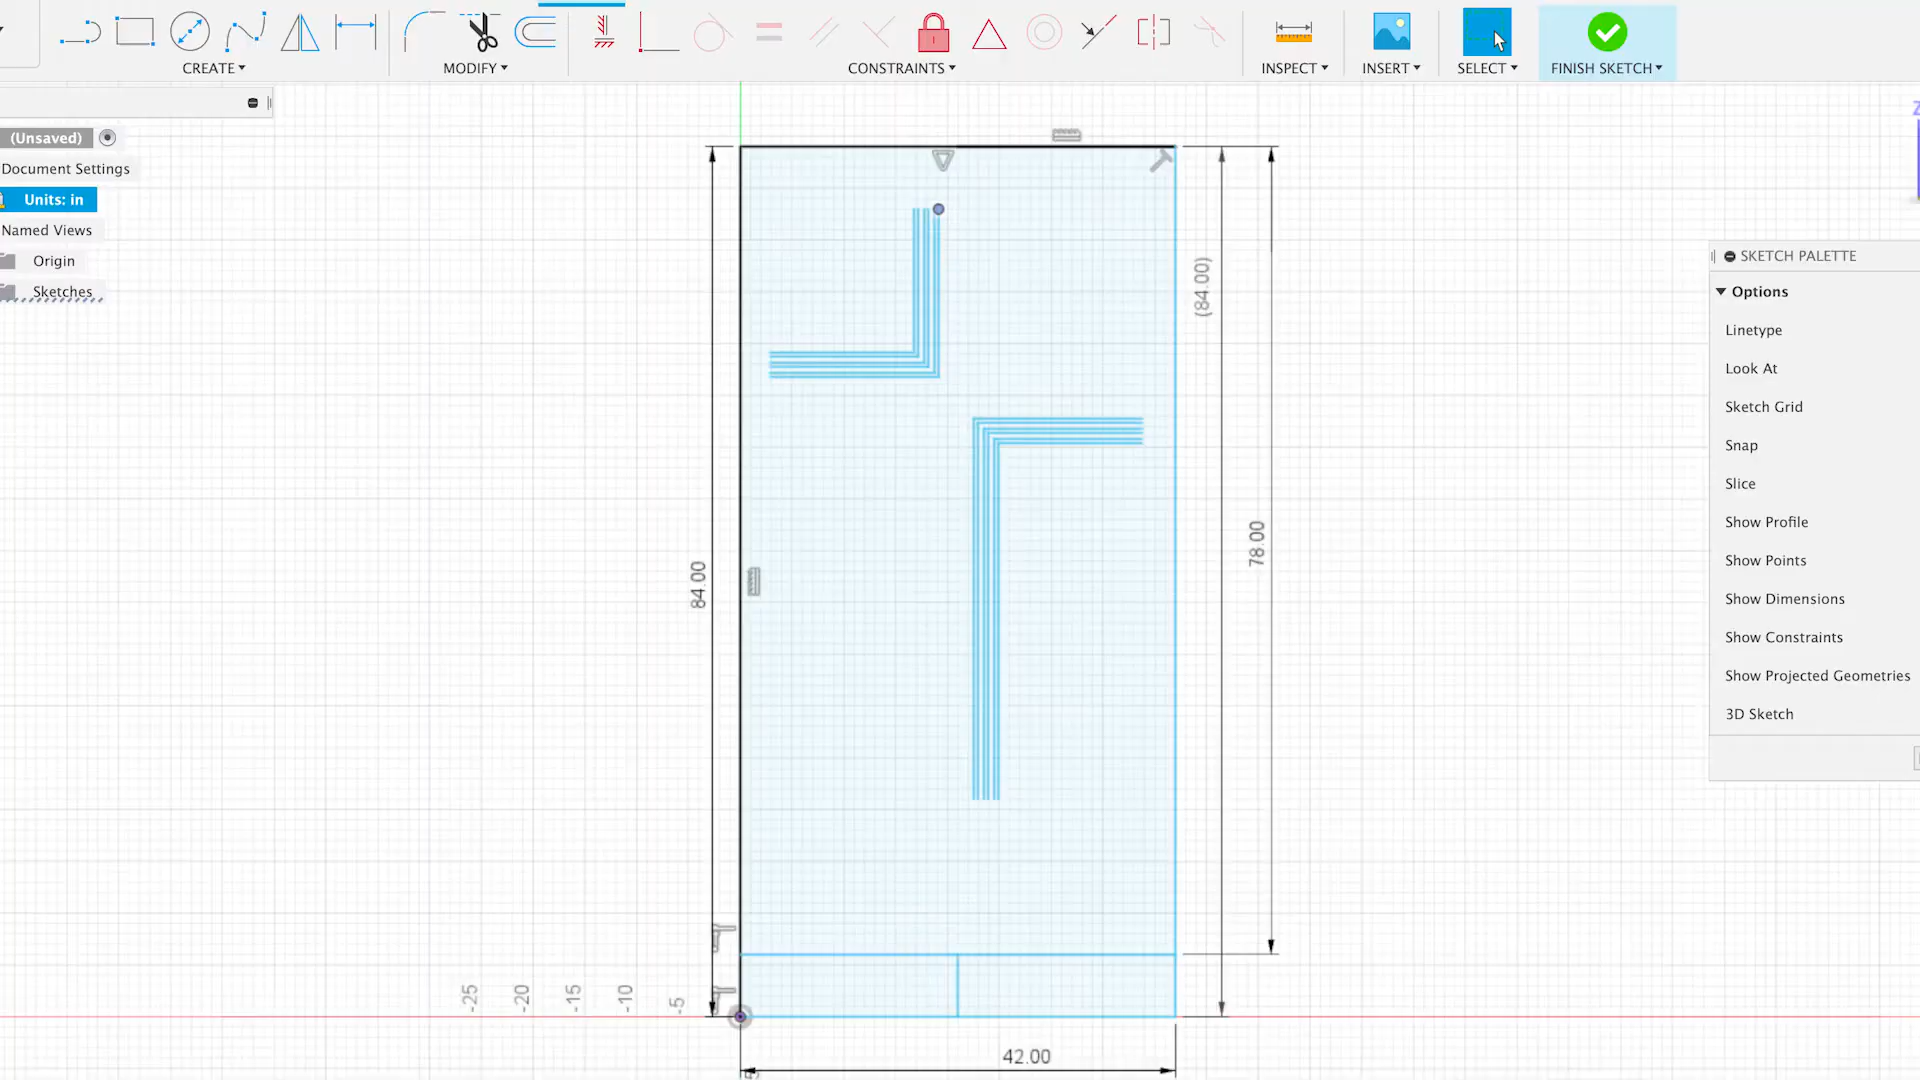 CREATE
MODIFY
CONSTRAINTS
INSPECT
INSERT
SELECT
FINISH SKETCH
(Unsaved)
Document Settings
Units: in
Named Views
Origin
Sketches
84.00
(84.00)
78.00
42.00
-25
-20
-15
-10
-5
Z
SKETCH PALETTE
Options
Linetype
Look At
Sketch Grid
Snap
Slice
Show Profile
Show Points
Show Dimensions
Show Constraints
Show Projected Geometries
3D Sketch